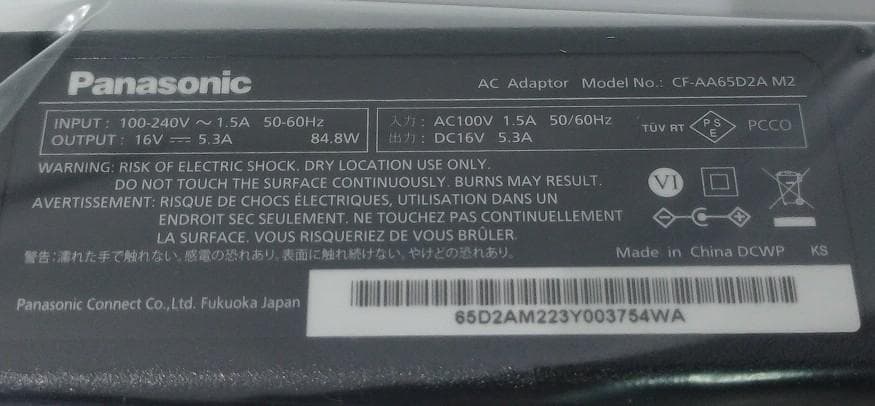 Panasonic
AC Adaptor Model No.: CF-AA65D2A M2
INPUT : 100-240V ～ 1.5A 50-60Hz
OUTPUT : 16V ⎓ 5.3A 84.8W
入力 : AC100V 1.5A 50/60Hz
出力 : DC16V 5.3A
TÜV RT
PS
E
PCCO
WARNING: RISK OF ELECTRIC SHOCK. DRY LOCATION USE ONLY.
DO NOT TOUCH THE SURFACE CONTINUOUSLY. BURNS MAY RESULT.
AVERTISSEMENT: RISQUE DE CHOCS ÉLECTRIQUES, UTILISATION DANS UN
ENDROIT SEC SEULEMENT. NE TOUCHEZ PAS CONTINUELLEMENT
LA SURFACE. VOUS RISQUERIEZ DE VOUS BRÛLER.
警告:濡れた手で触れない。感電の恐れあり。表面に触れ続けない。やけどの恐れあり。
VI
Made in China DCWP KS
Panasonic Connect Co.,Ltd. Fukuoka Japan
65D2AM223Y003754WA